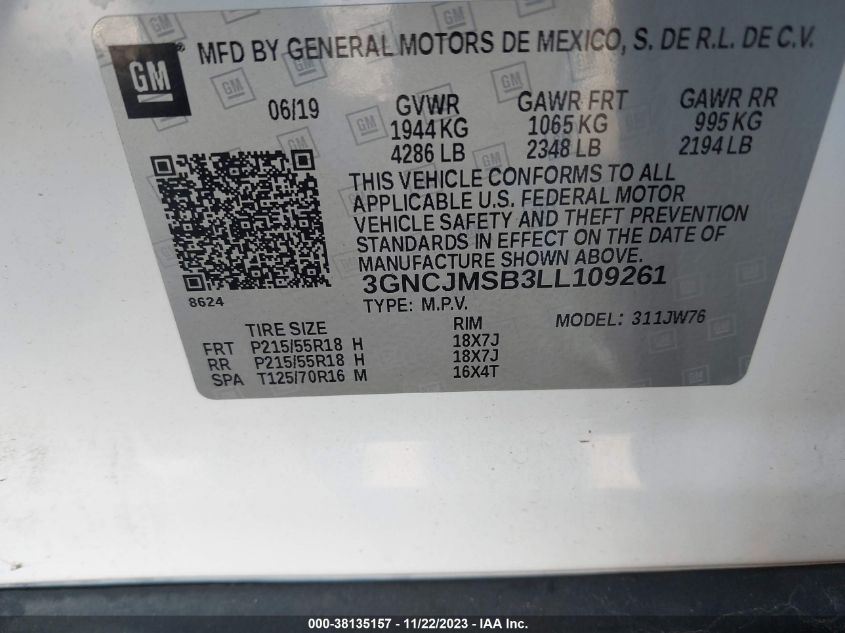 GM
MFD BY GENERAL MOTORS DE MEXICO, S. DE R.L. DE C.V.
06/19 GVWR GAWR FRT GAWR RR
1944 KG 1065 KG 995 KG
4286 LB 2348 LB 2194 LB
THIS VEHICLE CONFORMS TO ALL
APPLICABLE U.S. FEDERAL MOTOR
VEHICLE SAFETY AND THEFT PREVENTION
STANDARDS IN EFFECT ON THE DATE OF
MANUFACTURE SHOWN ABOVE.
3GNCJMSB3LL109261
8624
TYPE: M.P.V.
MODEL: 311JW76
TIRE SIZE RIM
FRT P215/55R18 H 18X7J
RR P215/55R18 H 18X7J
SPA T125/70R16 M 16X4T
000-38135157 - 11/22/2023 - IAA Inc.